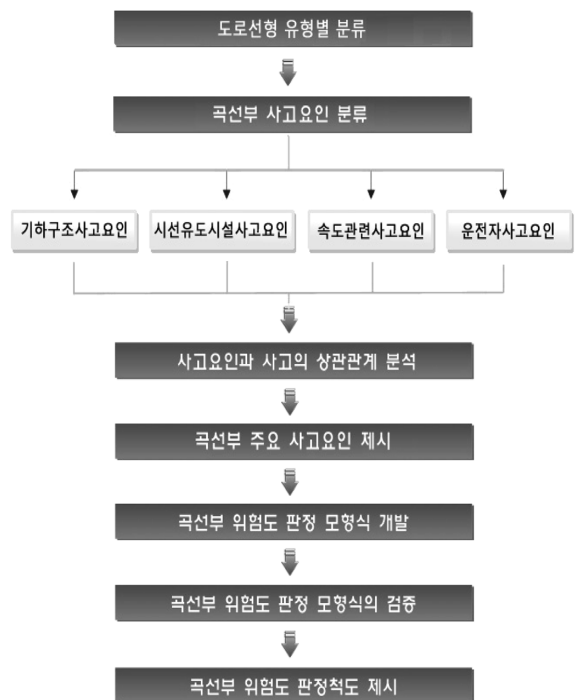 도로선형 유형별 분류
곡선부 사고요인 분류
기하구조사고요인
시선유도시설사고요인
속도관련사고요인
운전자사고요인
사고요인과 사고의 상관관계 분석
곡선부 주요 사고요인 제시
곡선부 위험도 판정 모형식 개발
곡선부 위험도 판정 모형식의 검증
곡선부 위험도 판정척도 제시